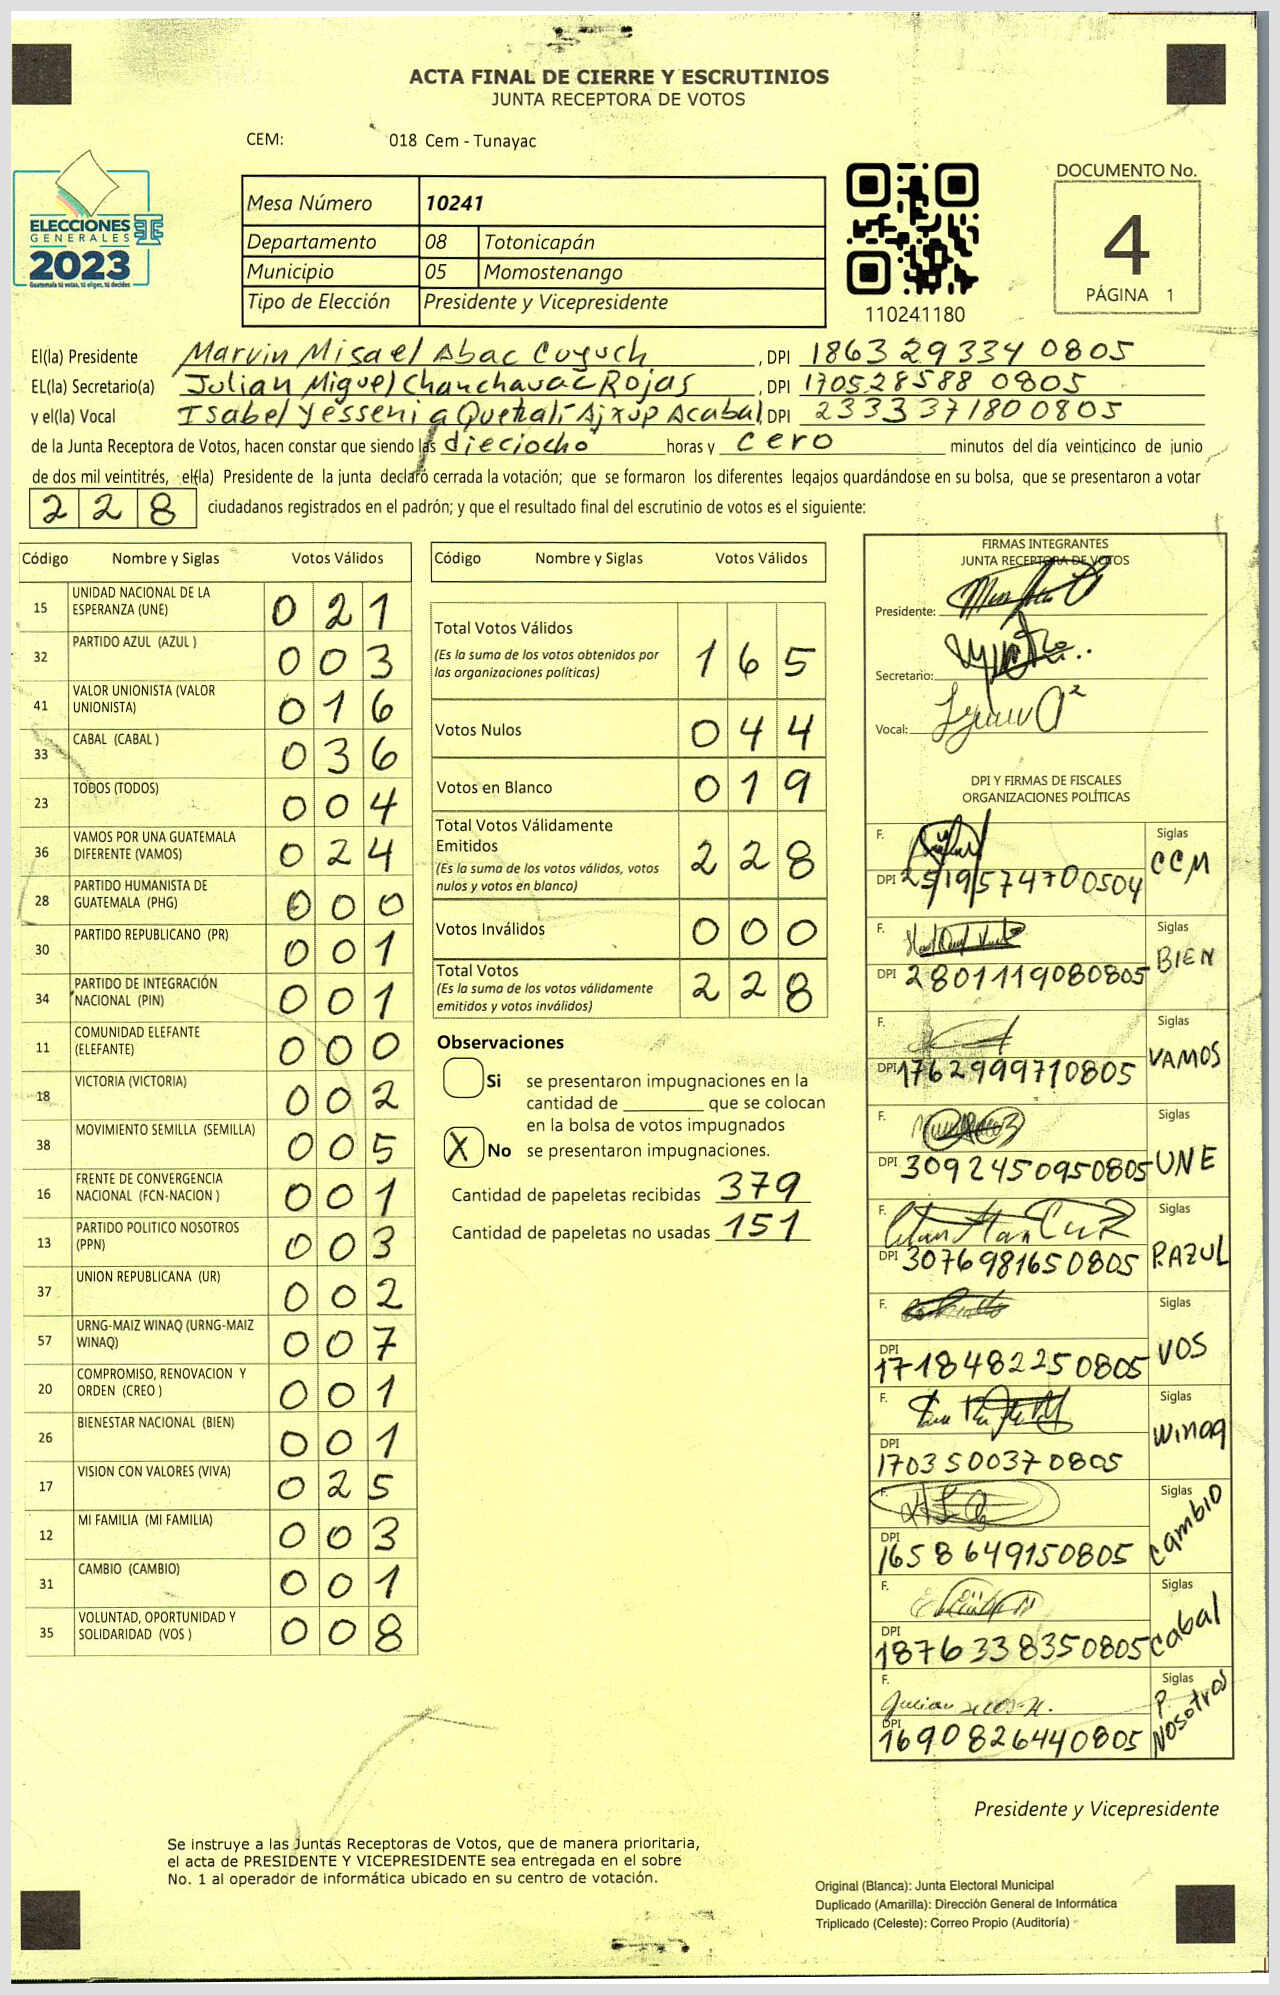 ACTA FINAL DE CIERRE Y ESCRUTINIOS
JUNTA RECEPTORA DE VOTOS
CEM: 018 Cem - Tunayac
ELECCIONES
GENERALES
2023
Guatemala tú votas, tú eliges, tú decides
Mesa Número 10241
Departamento 08 Totonicapán
Municipio 05 Momostenango
Tipo de Elección Presidente y Vicepresidente
110241180
DOCUMENTO No.
4
PÁGINA 1
El(la) Presidente Marvin Misael Abac Cuyuch, DPI 1863 29334 0805
EL(la) Secretario(a) Julian Miguel Chanchavac Rojas, DPI 170528588 0805
y el(la) Vocal Isabel Yessenia Quetzali Ajxup Acabal, DPI 2333371800805
de la Junta Receptora de Votos, hacen constar que siendo las dieciocho horas y cero minutos del día veinticinco de junio
de dos mil veintitrés, el(la) Presidente de la junta declaró cerrada la votación; que se formaron los diferentes legajos quardándose en su bolsa, que se presentaron a votar
228 ciudadanos registrados en el padrón; y que el resultado final del escrutinio de votos es el siguiente:
Código Nombre y Siglas Votos Válidos
15 UNIDAD NACIONAL DE LA
ESPERANZA (UNE) 021
32 PARTIDO AZUL (AZUL ) 003
41 VALOR UNIONISTA (VALOR
UNIONISTA) 016
33 CABAL (CABAL ) 036
23 TODOS (TODOS) 004
36 VAMOS POR UNA GUATEMALA
DIFERENTE (VAMOS) 024
28 PARTIDO HUMANISTA DE
GUATEMALA (PHG) 000
30 PARTIDO REPUBLICANO (PR) 001
34 PARTIDO DE INTEGRACIÓN
NACIONAL (PIN) 001
11 COMUNIDAD ELEFANTE
(ELEFANTE) 000
18 VICTORIA (VICTORIA) 002
38 MOVIMIENTO SEMILLA (SEMILLA) 005
16 FRENTE DE CONVERGENCIA
NACIONAL (FCN-NACION ) 001
13 PARTIDO POLITICO NOSOTROS
(PPN) 003
37 UNION REPUBLICANA (UR) 002
57 URNG-MAIZ WINAQ (URNG-MAIZ
WINAQ) 007
20 COMPROMISO, RENOVACION Y
ORDEN (CREO ) 001
26 BIENESTAR NACIONAL (BIEN) 001
17 VISION CON VALORES (VIVA) 025
12 MI FAMILIA (MI FAMILIA) 003
31 CAMBIO (CAMBIO) 001
35 VOLUNTAD, OPORTUNIDAD Y
SOLIDARIDAD (VOS ) 008
Código Nombre y Siglas Votos Válidos
Total Votos Válidos 165
(Es la suma de los votos obtenidos por
las organizaciones políticas)
Votos Nulos 044
Votos en Blanco 019
Total Votos Válidamente
Emitidos 228
(Es la suma de los votos válidos, votos
nulos y votos en blanco)
Votos Inválidos 000
Total Votos 228
(Es la suma de los votos válidamente
emitidos y votos inválidos)
Observaciones
Si se presentaron impugnaciones en la
cantidad de ________ que se colocan
en la bolsa de votos impugnados
X No se presentaron impugnaciones.
Cantidad de papeletas recibidas 379
Cantidad de papeletas no usadas 151
FIRMAS INTEGRANTES
JUNTA RECEPTORA DE VOTOS
Presidente:
Secretario:
Vocal:
DPI Y FIRMAS DE FISCALES
ORGANIZACIONES POLÍTICAS
F. Siglas CCM
DPI 2519574700504
F. Siglas BIEN
DPI 2801119080805
F. Siglas VAMOS
DPI 1762999710805
F. Siglas UNE
DPI 3092450950805
F. Siglas P.AZUL
DPI 3076981650805
F. Siglas VOS
DPI 1718482250805
F. Siglas Winaq
DPI 1703500370805
F. Siglas Cambio
DPI 1658649150805
F. Siglas Cabal
DPI 1876338350805
F. Siglas P. Nosotros
DPI 1690826440805
Presidente y Vicepresidente
Se instruye a las Juntas Receptoras de Votos, que de manera prioritaria,
el acta de PRESIDENTE Y VICEPRESIDENTE sea entregada en el sobre
No. 1 al operador de informática ubicado en su centro de votación.
Original (Blanca): Junta Electoral Municipal
Duplicado (Amarilla): Dirección General de Informática
Triplicado (Celeste): Correo Propio (Auditoría)